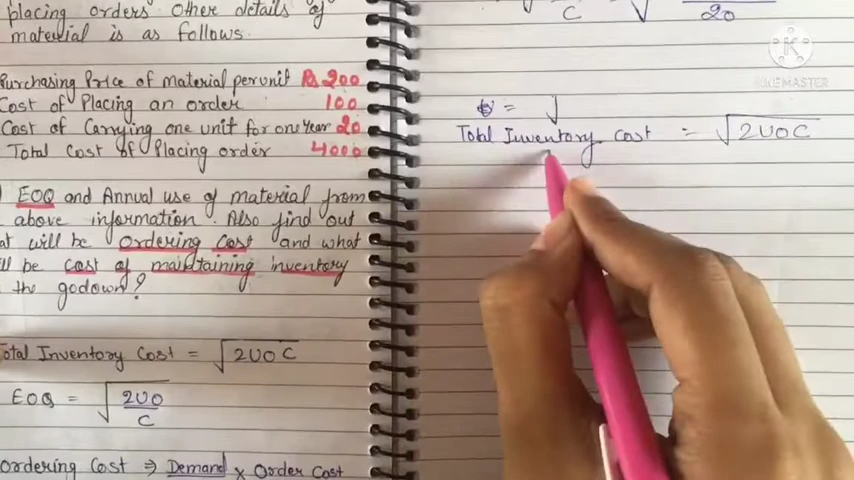 placing orders other details of
material is as follows.
Purchasing Price of material per unit Rs 200
Cost of Placing an order 100
Cost of Carrying one unit for one Year 20
Total Cost of Placing order 4000
EOQ and Annual use of material from
above information. Also find out
at will be ordering cost and what
ll be cost of maintaining inventory
the godown?
otal Inventory Cost = √2UOC
EOQ = √2UO
C
ordering Cost ⇒ Demand x Order Cost
C
20
= √
Total Inventory Cost = √2UOC
KINEMASTER